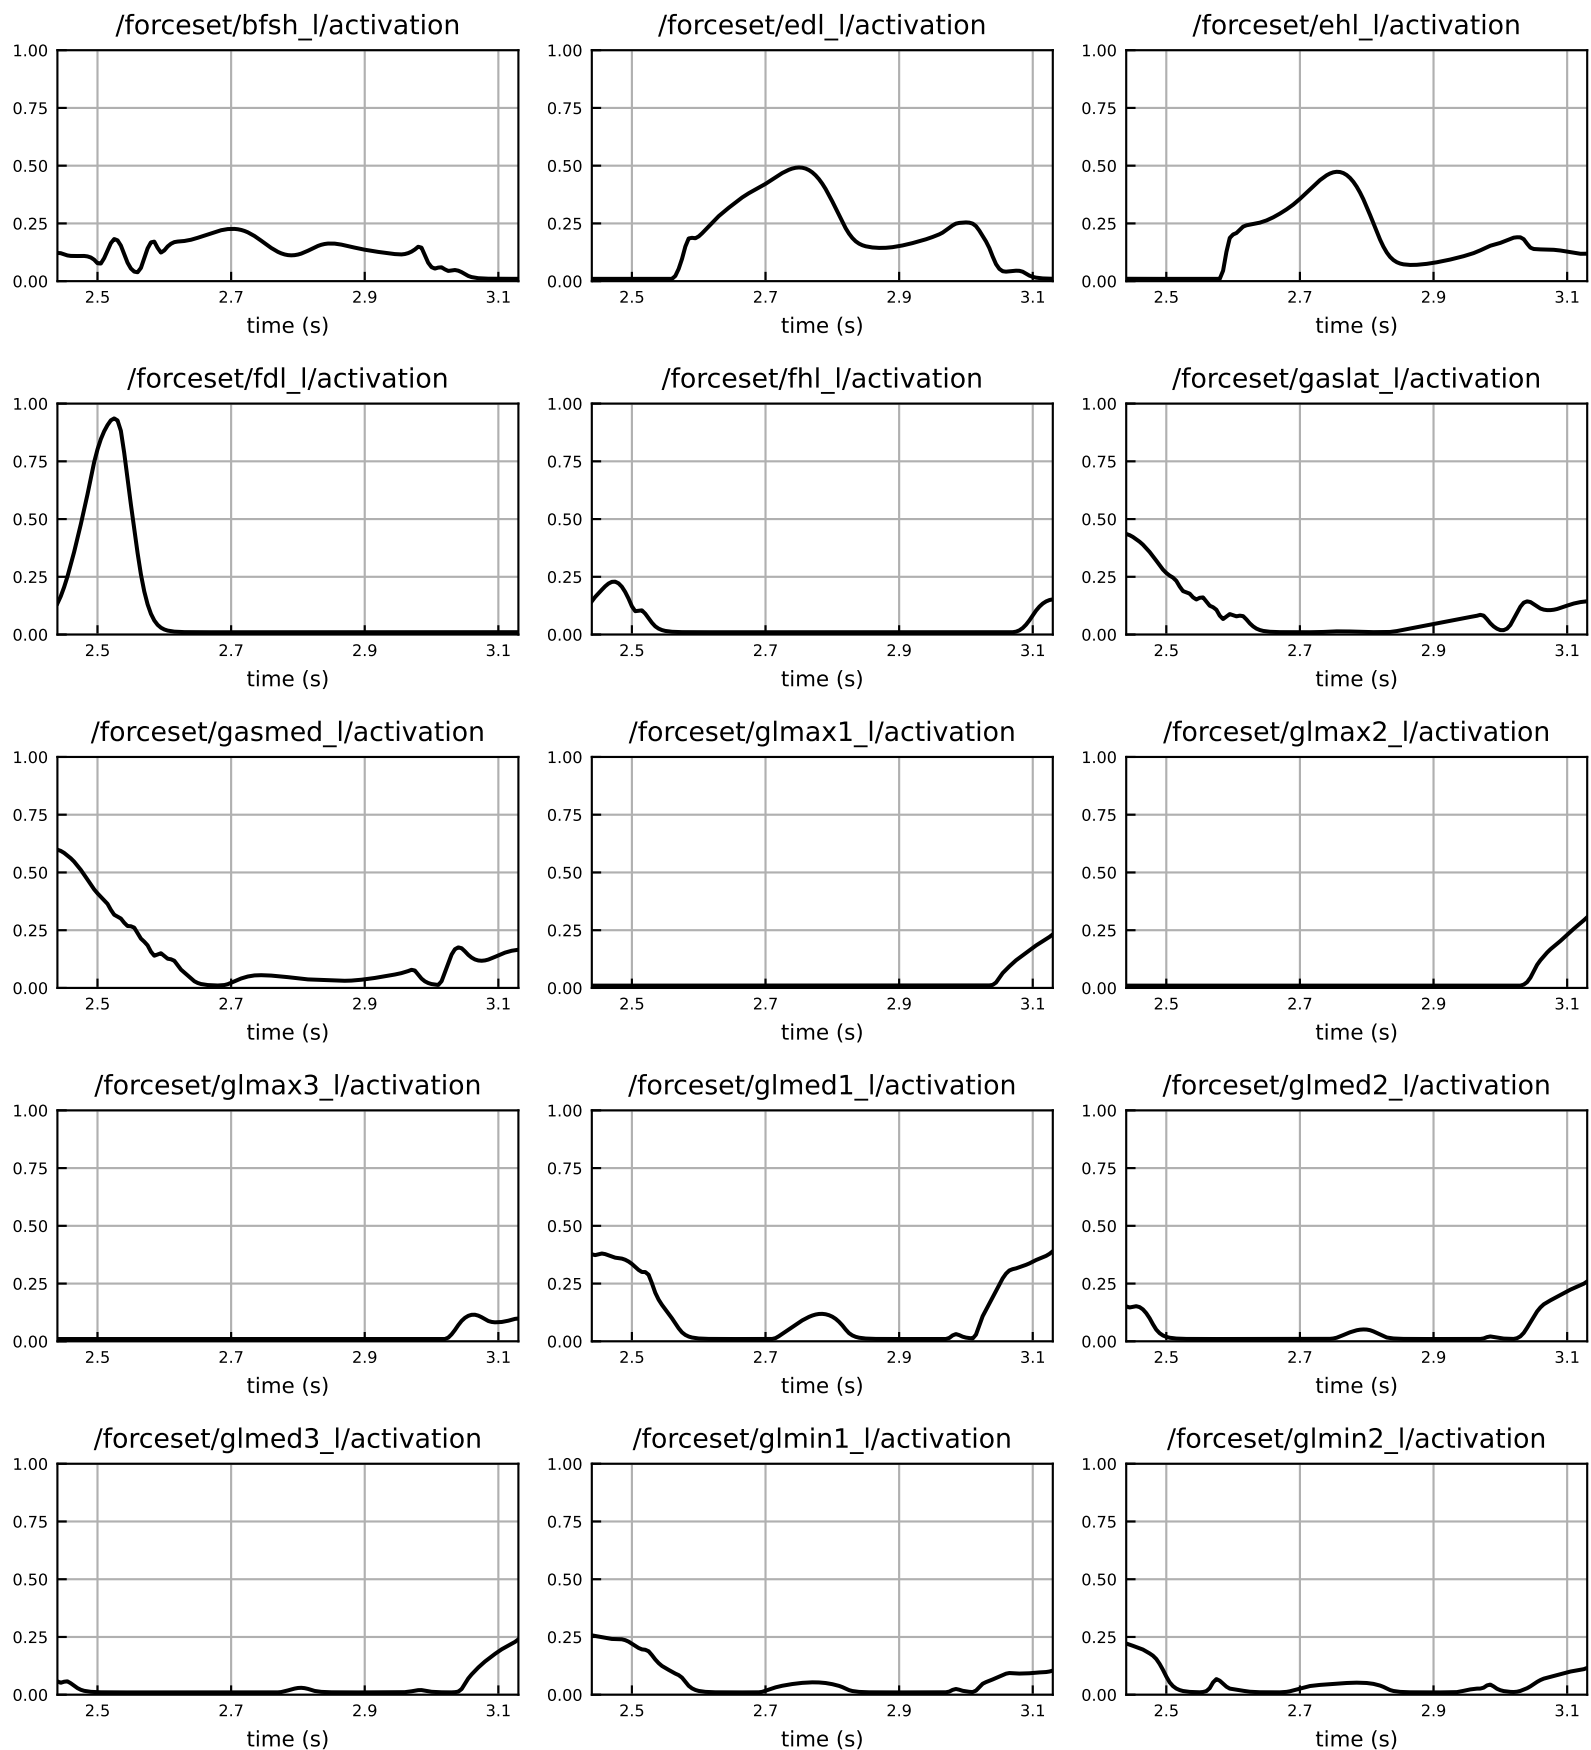 /forceset/bfsh_l/activation
1.00
0.75
0.50
0.25
0.00
2.5 2.7 2.9 3.1
time (s)
/forceset/edl_l/activation
1.00
0.75
0.50
0.25
0.00
2.5 2.7 2.9 3.1
time (s)
/forceset/ehl_l/activation
1.00
0.75
0.50
0.25
0.00
2.5 2.7 2.9 3.1
time (s)
/forceset/fdl_l/activation
1.00
0.75
0.50
0.25
0.00
2.5 2.7 2.9 3.1
time (s)
/forceset/fhl_l/activation
1.00
0.75
0.50
0.25
0.00
2.5 2.7 2.9 3.1
time (s)
/forceset/gaslat_l/activation
1.00
0.75
0.50
0.25
0.00
2.5 2.7 2.9 3.1
time (s)
/forceset/gasmed_l/activation
1.00
0.75
0.50
0.25
0.00
2.5 2.7 2.9 3.1
time (s)
/forceset/glmax1_l/activation
1.00
0.75
0.50
0.25
0.00
2.5 2.7 2.9 3.1
time (s)
/forceset/glmax2_l/activation
1.00
0.75
0.50
0.25
0.00
2.5 2.7 2.9 3.1
time (s)
/forceset/glmax3_l/activation
1.00
0.75
0.50
0.25
0.00
2.5 2.7 2.9 3.1
time (s)
/forceset/glmed1_l/activation
1.00
0.75
0.50
0.25
0.00
2.5 2.7 2.9 3.1
time (s)
/forceset/glmed2_l/activation
1.00
0.75
0.50
0.25
0.00
2.5 2.7 2.9 3.1
time (s)
/forceset/glmed3_l/activation
1.00
0.75
0.50
0.25
0.00
2.5 2.7 2.9 3.1
time (s)
/forceset/glmin1_l/activation
1.00
0.75
0.50
0.25
0.00
2.5 2.7 2.9 3.1
time (s)
/forceset/glmin2_l/activation
1.00
0.75
0.50
0.25
0.00
2.5 2.7 2.9 3.1
time (s)